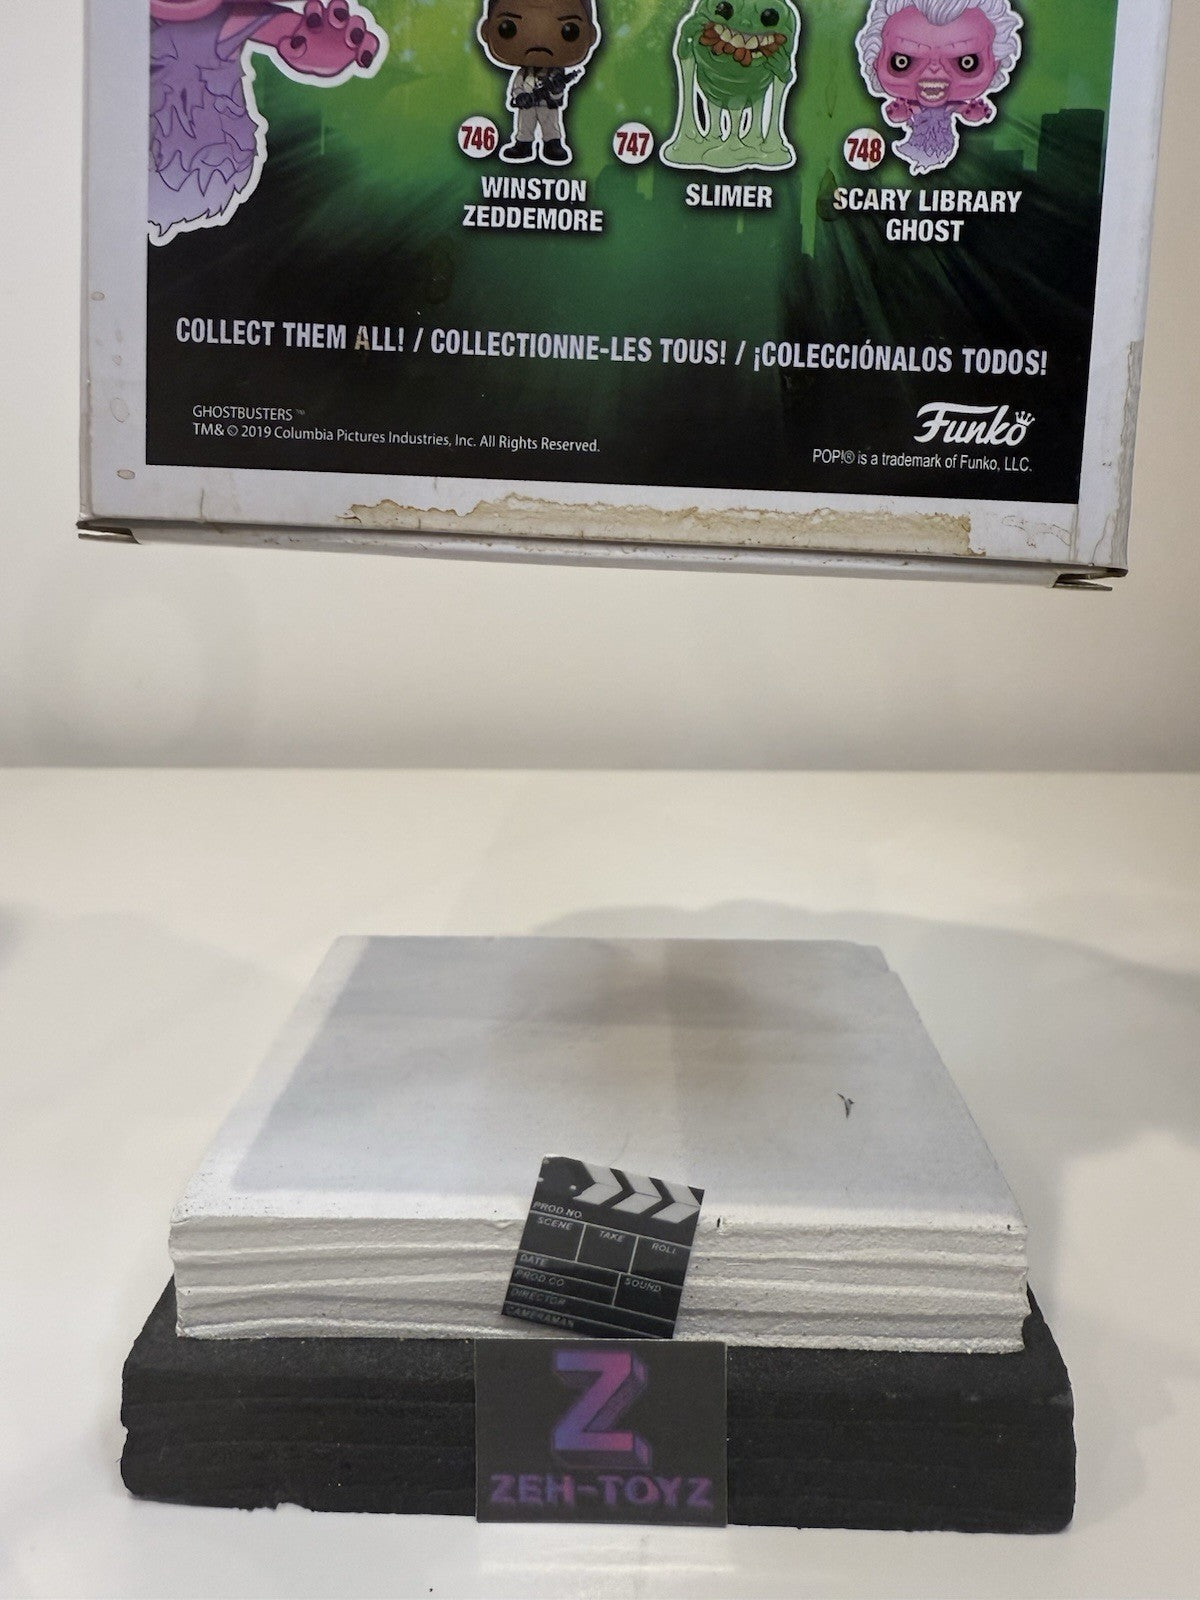 746
747
748
WINSTON
ZEDDEMORE
SLIMER
SCARY LIBRARY
GHOST
COLLECT THEM ALL! / COLLECTIONNE-LES TOUS! / ¡COLECCIÓNALOS TODOS!
GHOSTBUSTERS™
TM& © 2019 Columbia Pictures Industries, Inc. All Rights Reserved.
Funko
POP!® is a trademark of Funko, LLC.
PROD.NO.
SCENE
TAKE
ROLL
DATE
SOUND
PROD.CO.
DIRECTOR
CAMERAMAN
Z
ZEH-TOYZ